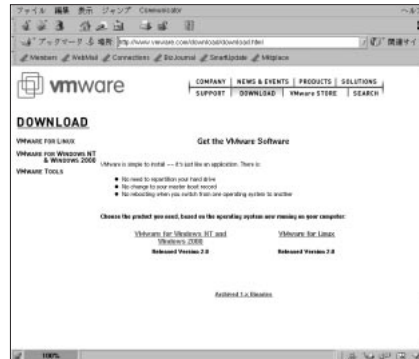 ファイル 編集 表示 ジャンプ Communicator ヘルプ
ブックマーク & 場所 http://www.vmware.com/download/download.html 関連サイト
Members WebMail Connections BizJournal SmartUpdate Mktplace
vmware
COMPANY | NEWS & EVENTS | PRODUCTS | SOLUTIONS
SUPPORT | DOWNLOAD | VMware STORE | SEARCH
DOWNLOAD
VMWARE FOR LINUX
VMWARE FOR WINDOWS NT
& WINDOWS 2000
VMWARE TOOLS
Get the VMware Software
VMware is simple to install --- it's just like an application. There is:
No need to repartition your hard drive
No change to your master boot record
No rebooting when you switch from one operating system to another
Choose the product you need, based on the operating system now running on your computer:
VMware for Windows NT and
Windows 2000
Released Version 2.0
VMware for Linux
Released Version 2.0
Archived 1.x Binaries
100%